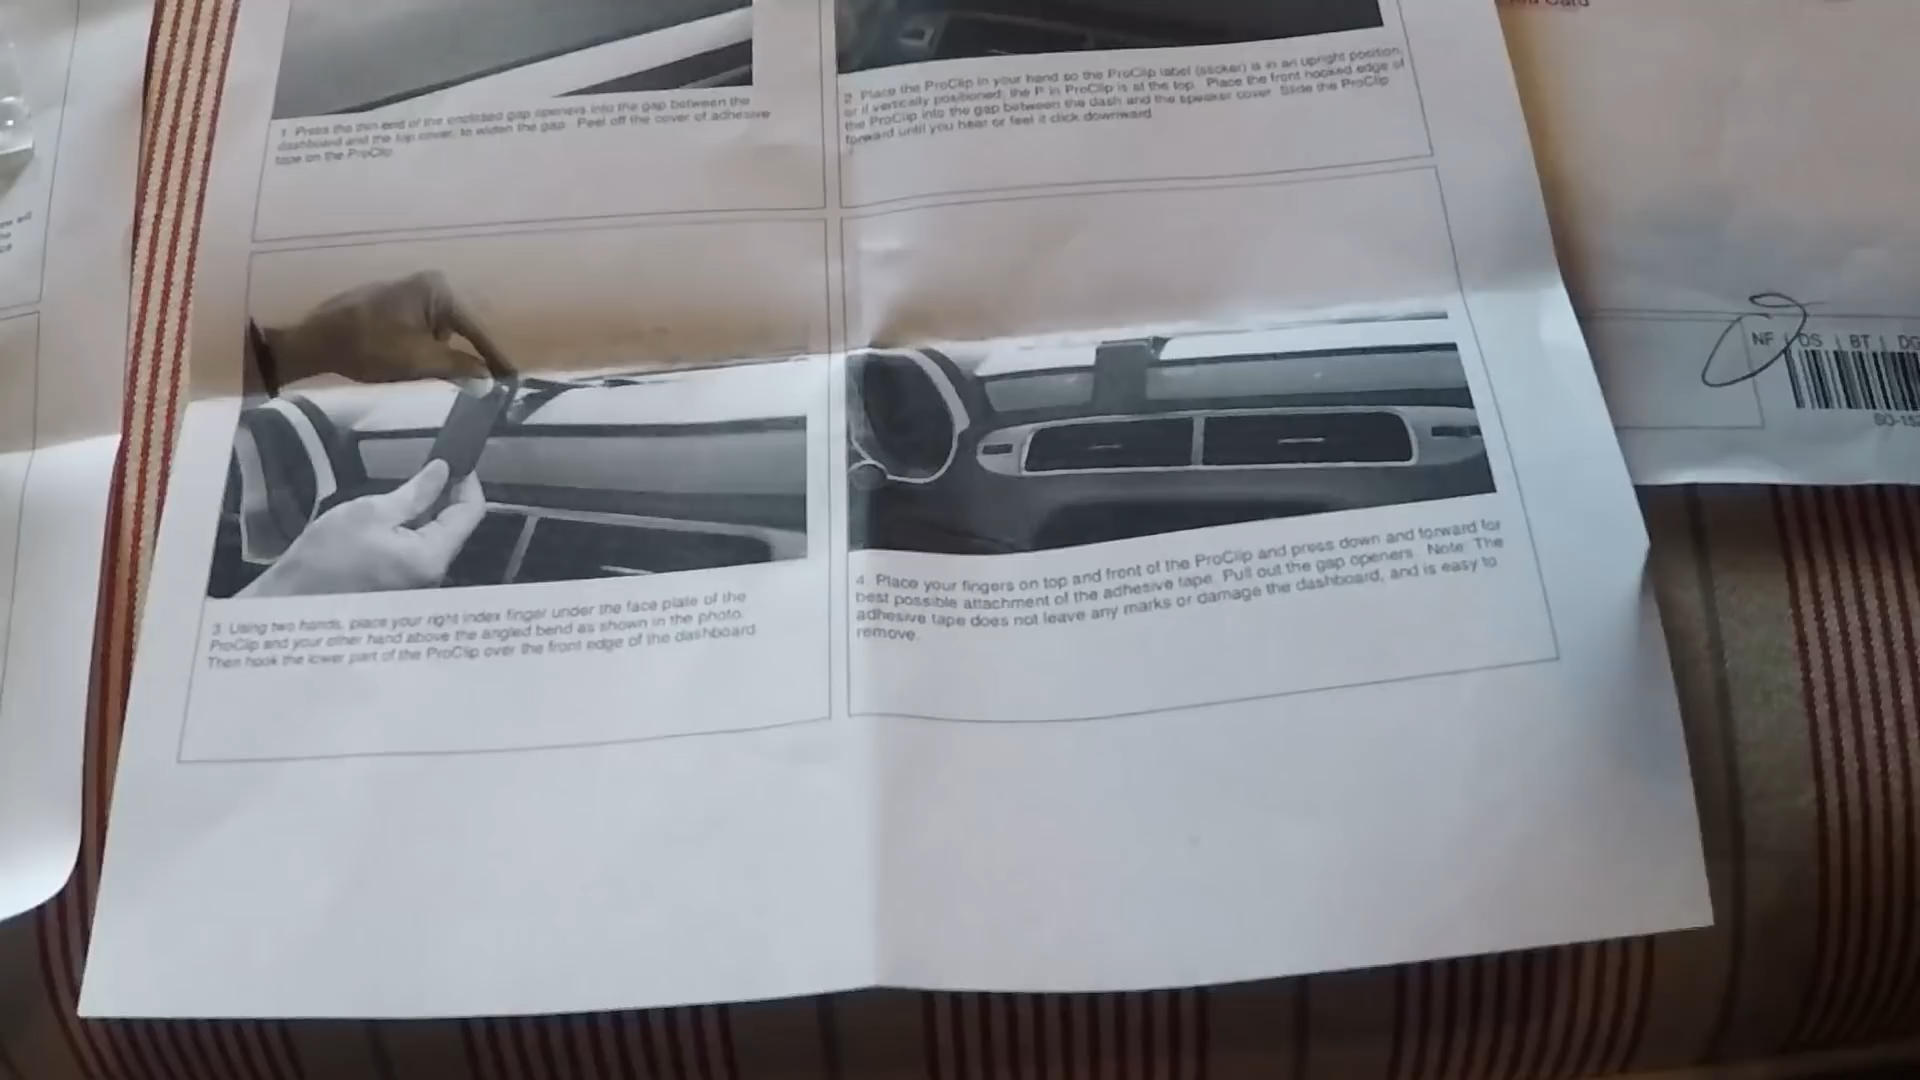 1. Press the thin end of the enclosed gap openers into the gap between the
dashboard and the top cover, to widen the gap. Peel off the cover of adhesive
tape on the ProClip.
2. Place the ProClip in your hand so the ProClip label (sticker) is in an upright position,
or if vertically positioned, the P in ProClip is at the top. Place the front hooked edge of
the ProClip into the gap between the dash and the speaker cover. Slide the ProClip
forward until you hear or feel it click downward.
3. Using two hands, place your right index finger under the face plate of the
ProClip and your other hand above the angled bend as shown in the photo.
Then hook the lower part of the ProClip over the front edge of the dashboard.
4. Place your fingers on top and front of the ProClip and press down and forward for
best possible attachment of the adhesive tape. Pull out the gap openers. Note: The
adhesive tape does not leave any marks or damage the dashboard, and is easy to
remove.
NF | DS | BT | DG